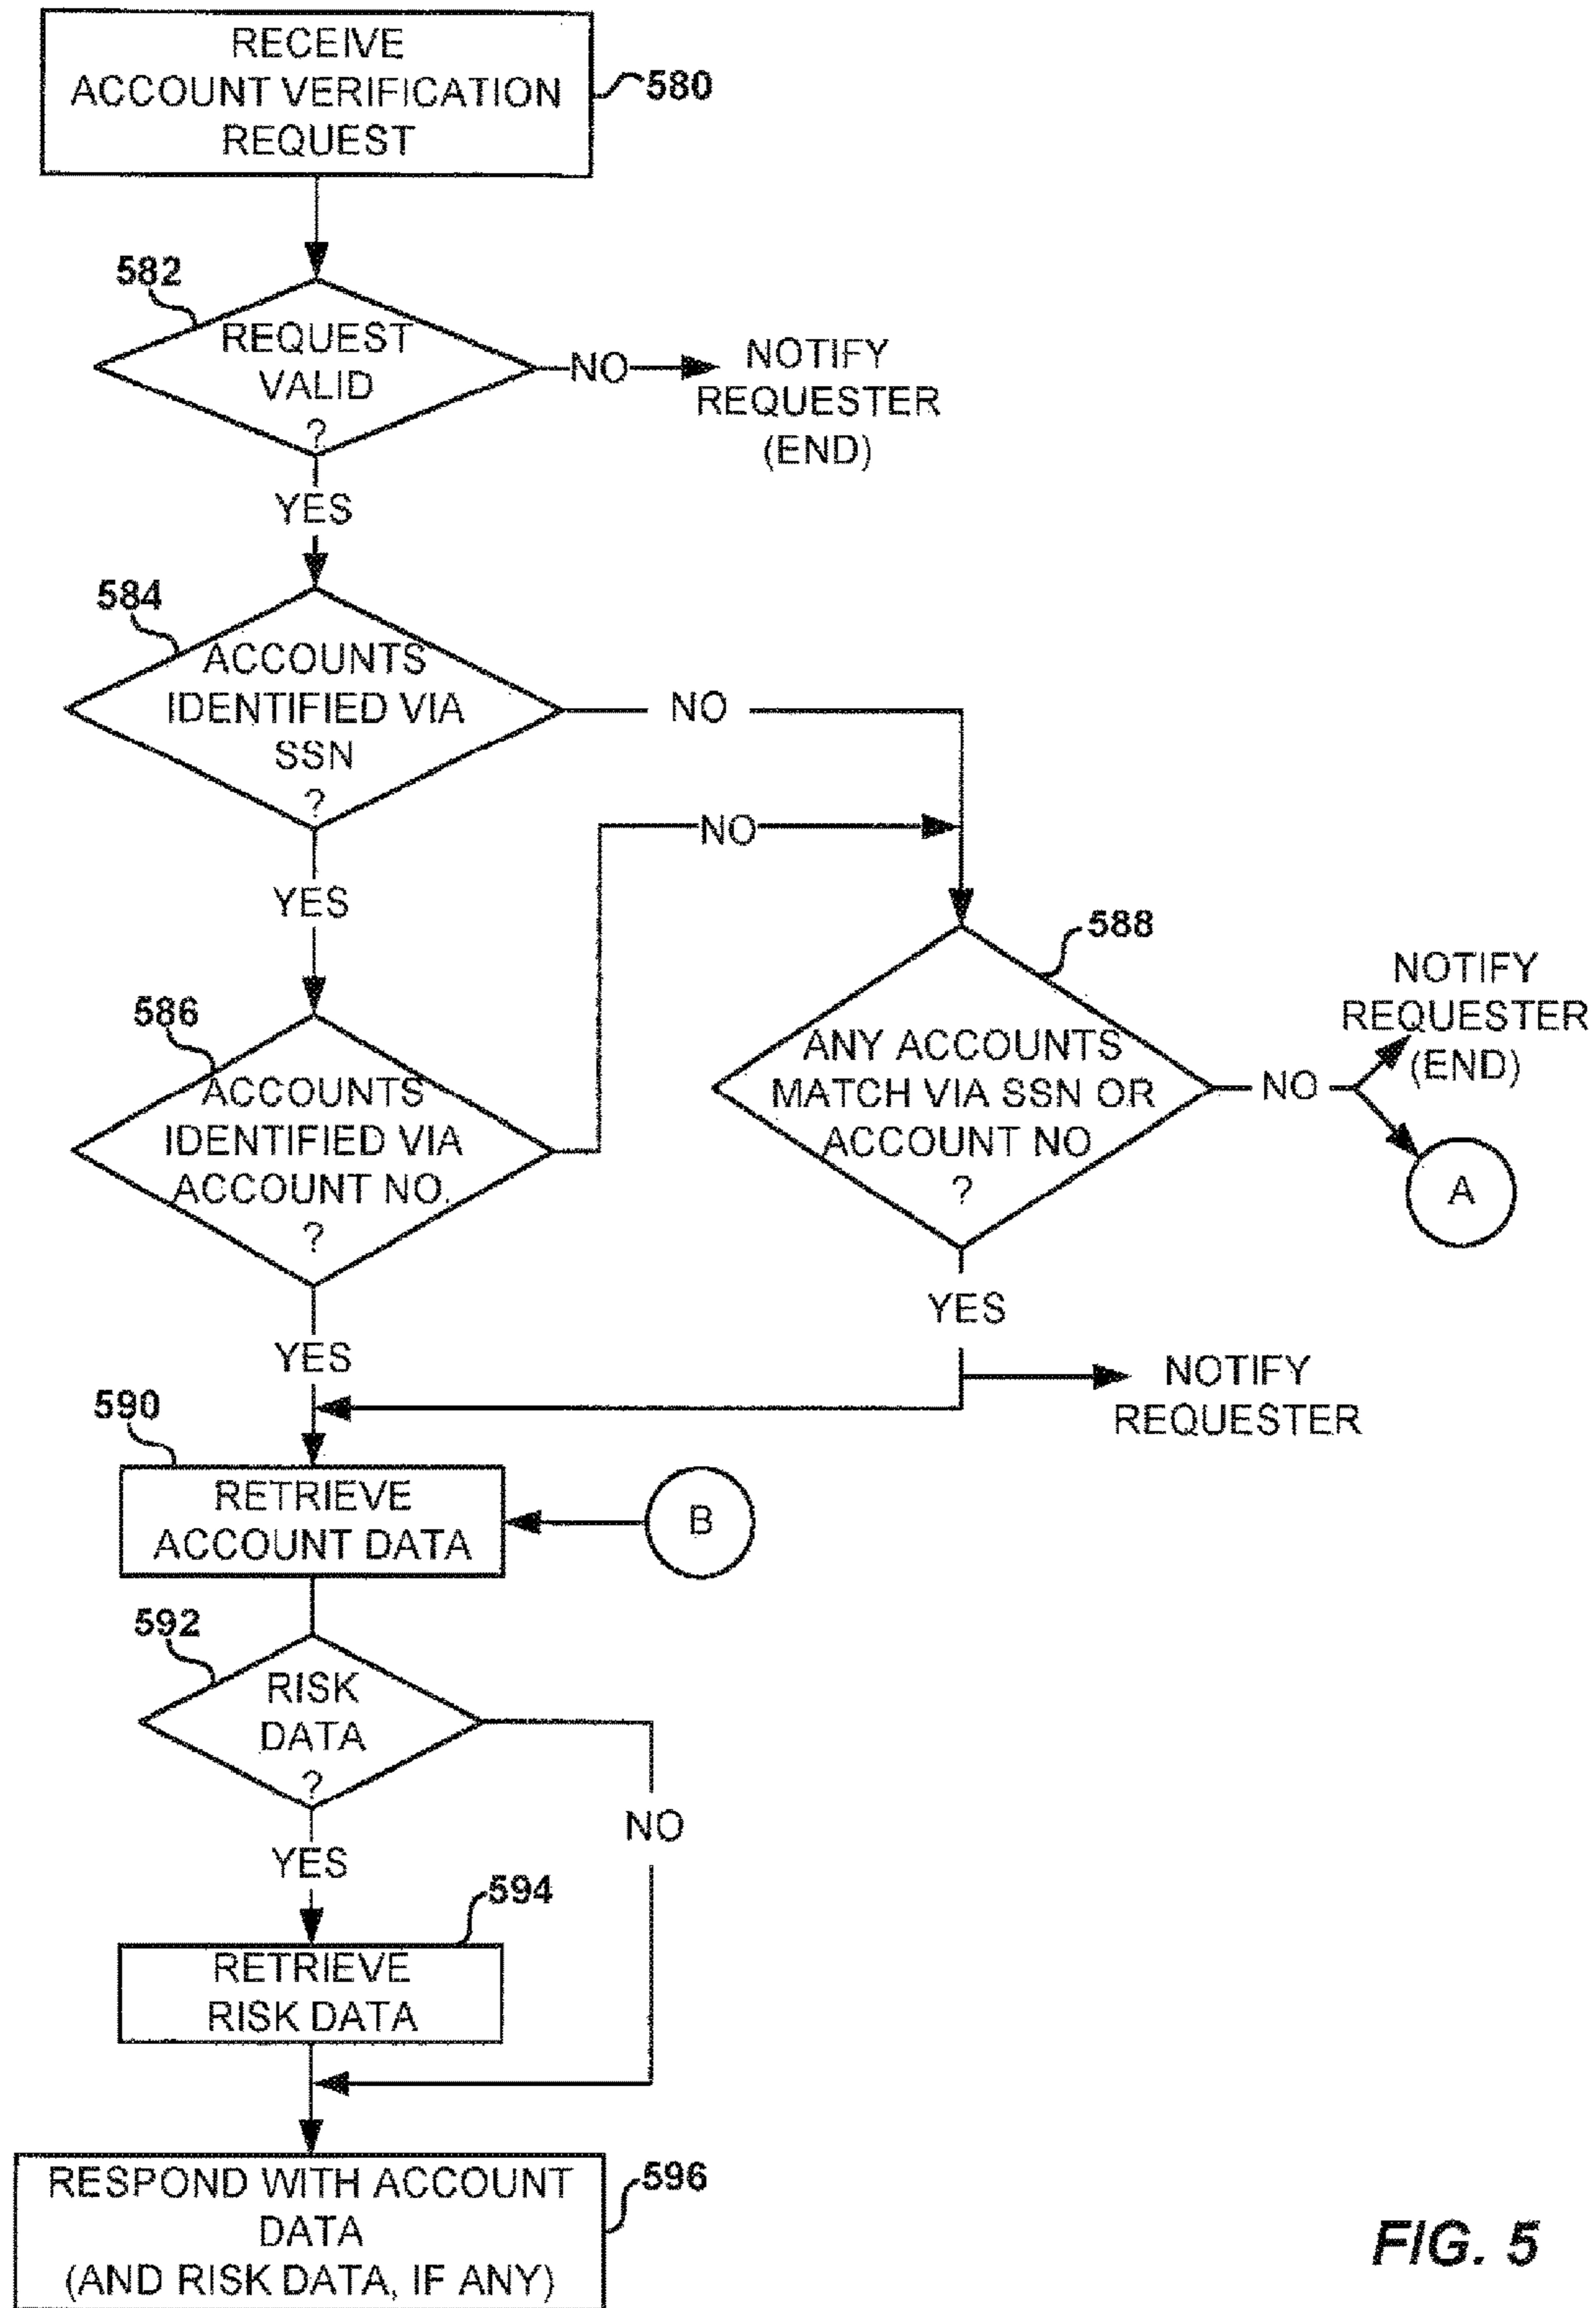 RECEIVE
ACCOUNT VERIFICATION
REQUEST
580
582
REQUEST
VALID
?
NO
NOTIFY
REQUESTER
(END)
YES
584
ACCOUNTS
IDENTIFIED VIA
SSN
?
NO
NO
YES
588
586
ACCOUNTS
IDENTIFIED VIA
ACCOUNT NO.
?
ANY ACCOUNTS
MATCH VIA SSN OR
ACCOUNT NO
?
NO
NOTIFY
REQUESTER
(END)
A
YES
YES
NOTIFY
REQUESTER
590
RETRIEVE
ACCOUNT DATA
B
592
RISK
DATA
?
NO
YES
594
RETRIEVE
RISK DATA
RESPOND WITH ACCOUNT
DATA
(AND RISK DATA, IF ANY)
596
FIG. 5